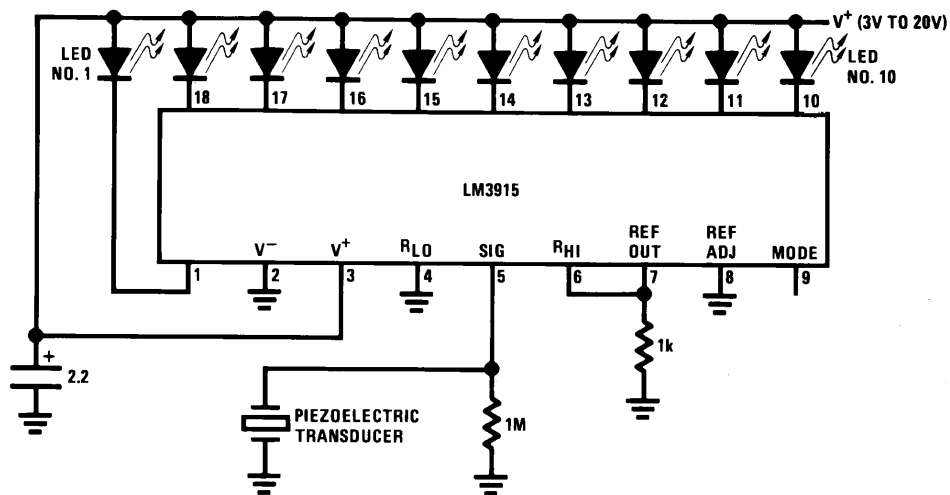 V+ (3V TO 20V)
LED
NO. 1
LED
NO. 10
18
17
16
15
14
13
12
11
10
LM3915
V−
V+
RLO
SIG
RHI
REF
OUT
REF
ADJ
MODE
1
2
3
4
5
6
7
8
9
+
2.2
PIEZOELECTRIC
TRANSDUCER
1M
1k